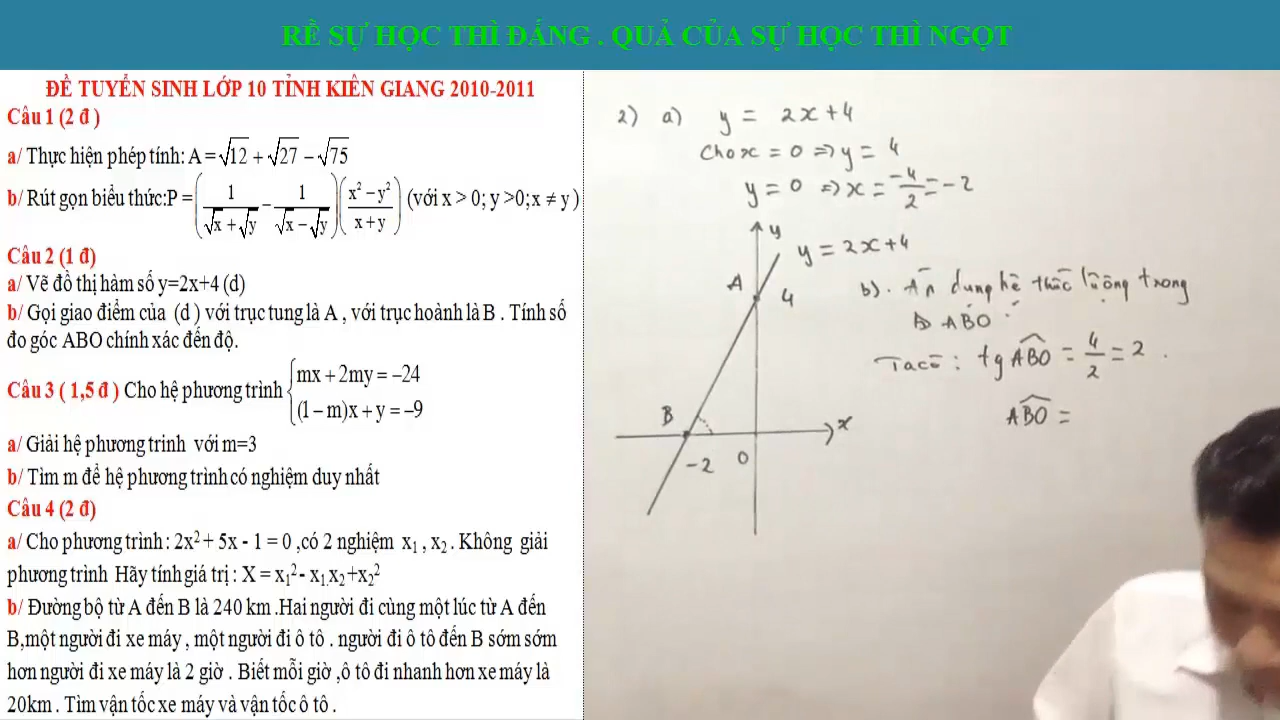 RỀ SỰ HỌC THÌ ĐẮNG . QUẢ CỦA SỰ HỌC THÌ NGỌT
ĐỀ TUYỂN SINH LỚP 10 TỈNH KIÊN GIANG 2010-2011
Câu 1 (2 đ )
a/ Thực hiện phép tính: A = √12 + √27 − √75
b/ Rút gọn biểu thức:P = (1/(√x + √y) − 1/(√x − √y)) ((x² − y²)/(x + y)) (với x > 0; y >0;x ≠ y )
Câu 2 (1 đ)
a/ Vẽ đồ thị hàm số y=2x+4 (d)
b/ Gọi giao điểm của (d ) với trục tung là A , với trục hoành là B . Tính số
đo góc ABO chính xác đến độ.
Câu 3 ( 1,5 đ ) Cho hệ phương trình { mx + 2my = −24
(1 − m)x + y = −9
a/ Giải hệ phương trình với m=3
b/ Tìm m để hệ phương trình có nghiệm duy nhất
Câu 4 (2 đ)
a/ Cho phương trình : 2x² + 5x - 1 = 0 ,có 2 nghiệm x₁ , x₂ . Không giải
phương trình Hãy tính giá trị : X = x₁² - x₁x₂ +x₂²
b/ Đường bộ từ A đến B là 240 km .Hai người đi cùng một lúc từ A đến
B,một người đi xe máy , một người đi ô tô . người đi ô tô đến B sớm sớm
hơn người đi xe máy là 2 giờ . Biết mỗi giờ ,ô tô đi nhanh hơn xe máy là
20km . Tìm vận tốc xe máy và vận tốc ô tô .
2) a) y = 2x + 4
Cho x = 0 => y = 4
y = 0 => x = −4/2 = −2
y
y = 2x + 4
A
4
b). dụng hệ thức lượng trong
Δ ABO
Ta có : tg ABO = 4/2 = 2 .
ABO =
B
x
−2
0